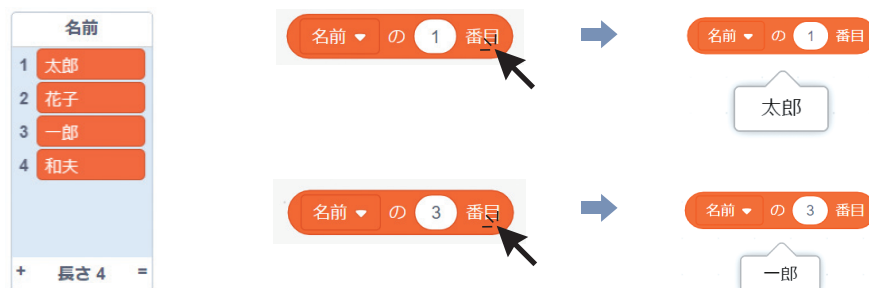 名前
1 太郎
2 花子
3 一郎
4 和夫
+ 長さ 4 =
名前 の 1 番目
名前 の 1 番目
太郎
名前 の 3 番目
名前 の 3 番目
一郎